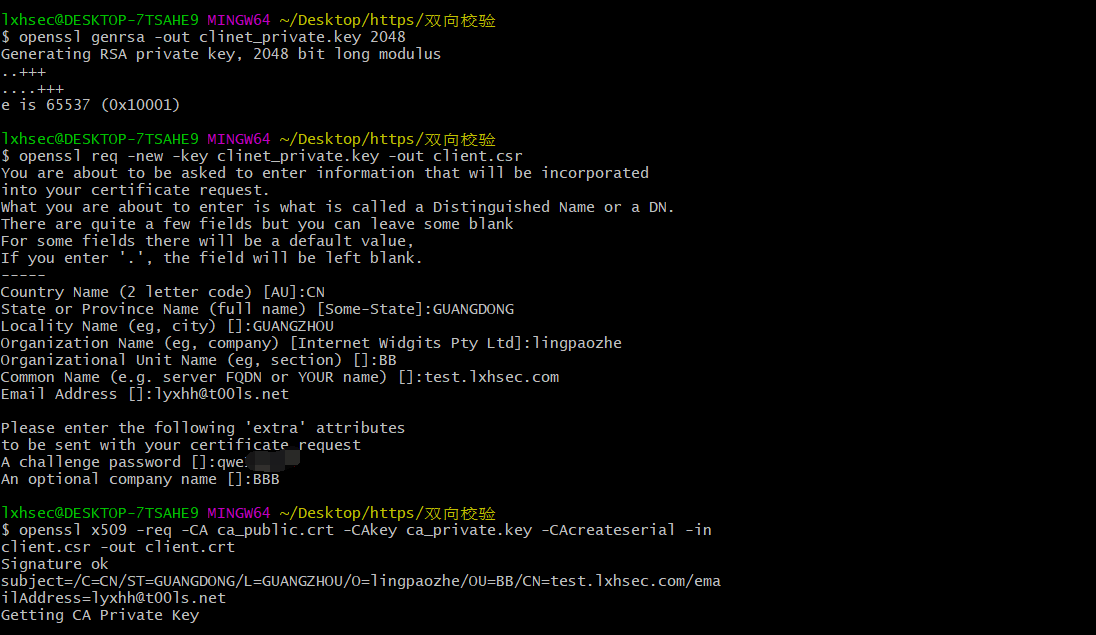 lxhsec@DESKTOP-7TSAHE9 MINGW64 ~/Desktop/https/双向校验
$ openssl genrsa -out clinet_private.key 2048
Generating RSA private key, 2048 bit long modulus
..+++
....+++
e is 65537 (0x10001)
lxhsec@DESKTOP-7TSAHE9 MINGW64 ~/Desktop/https/双向校验
$ openssl req -new -key clinet_private.key -out client.csr
You are about to be asked to enter information that will be incorporated
into your certificate request.
What you are about to enter is what is called a Distinguished Name or a DN.
There are quite a few fields but you can leave some blank
For some fields there will be a default value,
If you enter '.', the field will be left blank.
-----
Country Name (2 letter code) [AU]:CN
State or Province Name (full name) [Some-State]:GUANGDONG
Locality Name (eg, city) []:GUANGZHOU
Organization Name (eg, company) [Internet Widgits Pty Ltd]:lingpaozhe
Organizational Unit Name (eg, section) []:BB
Common Name (e.g. server FQDN or YOUR name) []:test.lxhsec.com
Email Address []:lyxhh@t00ls.net
Please enter the following 'extra' attributes
to be sent with your certificate request
A challenge password []:qwe
An optional company name []:BBB
lxhsec@DESKTOP-7TSAHE9 MINGW64 ~/Desktop/https/双向校验
$ openssl x509 -req -CA ca_public.crt -CAkey ca_private.key -CAcreateserial -in
client.csr -out client.crt
Signature ok
subject=/C=CN/ST=GUANGDONG/L=GUANGZHOU/O=lingpaozhe/OU=BB/CN=test.lxhsec.com/ema
ilAddress=lyxhh@t00ls.net
Getting CA Private Key